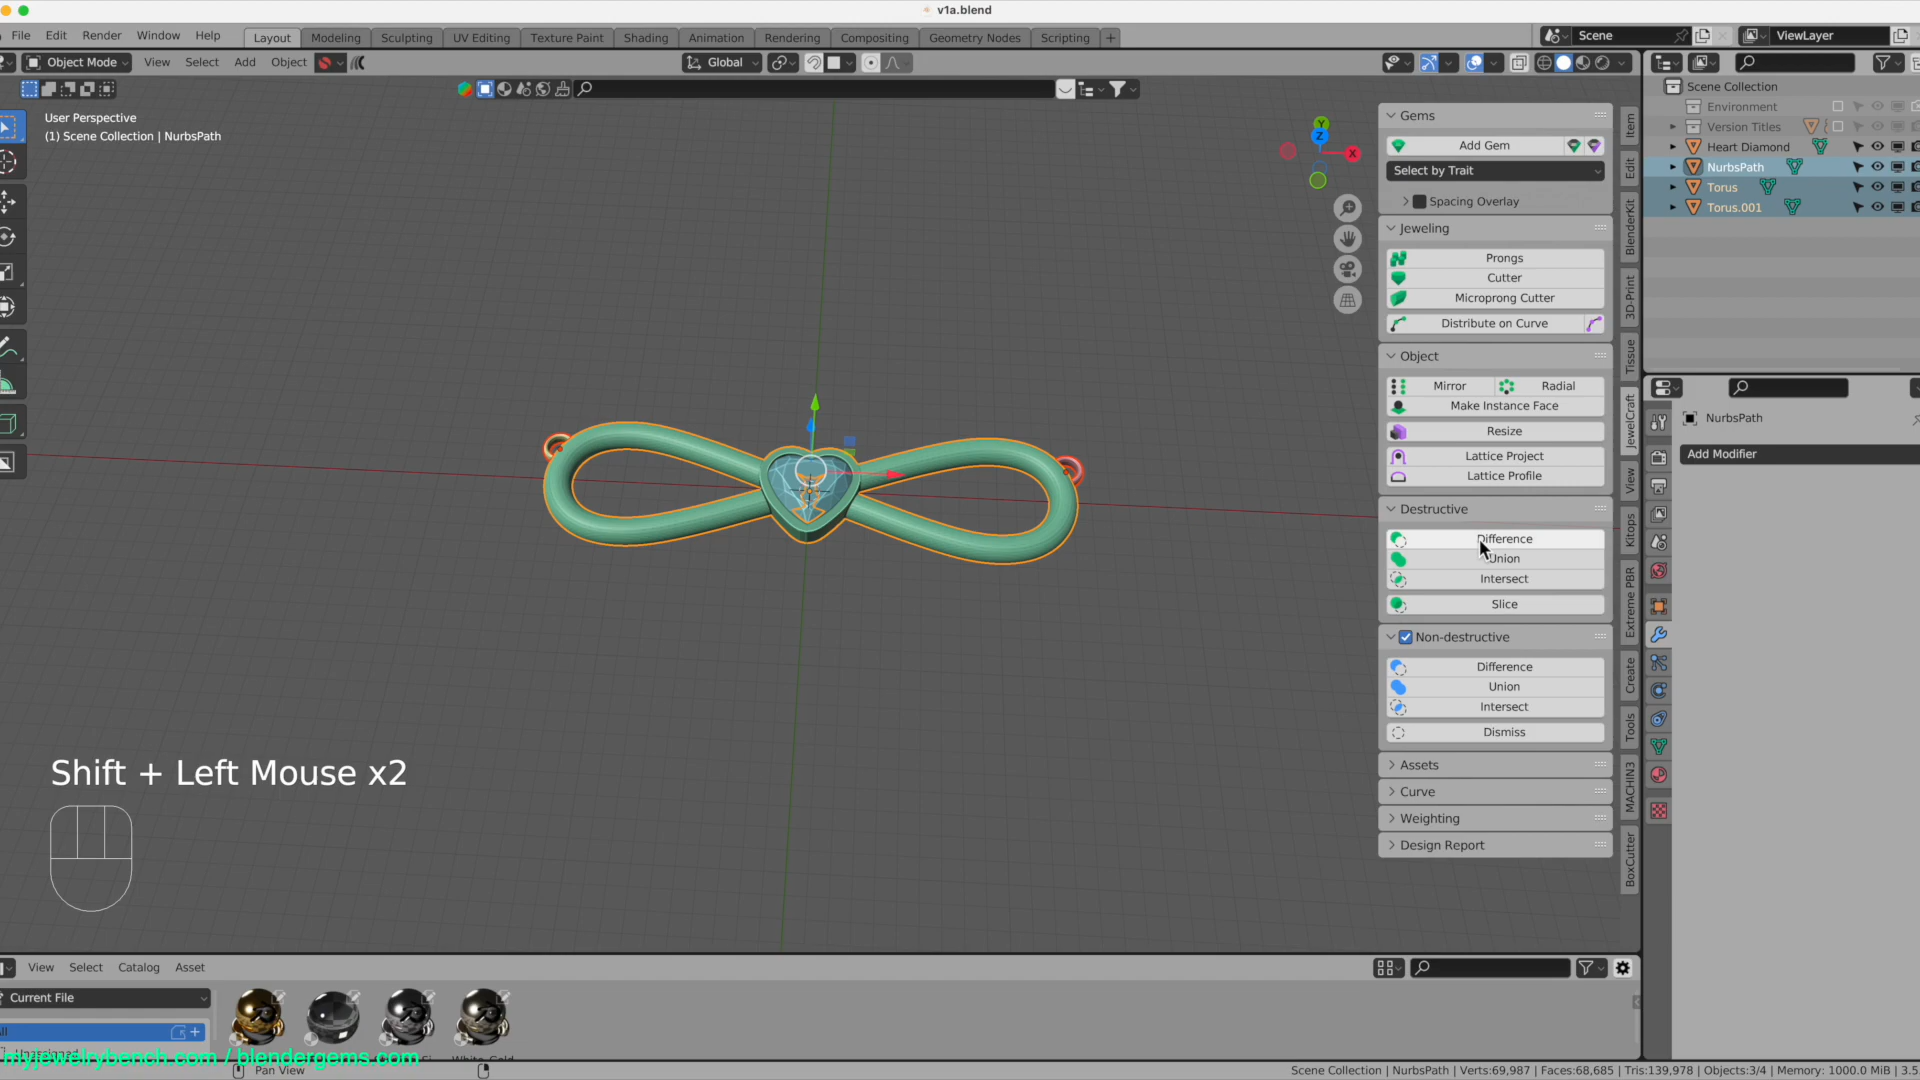 v1a.blend
File Edit Render Window Help Layout Modeling Sculpting UV Editing Texture Paint Shading Animation Rendering Compositing Geometry Nodes Scripting + Scene ViewLayer
Object Mode View Select Add Object Global
User Perspective
(1) Scene Collection | NurbsPath
Y
Z
X
Gems
Add Gem
Select by Trait
Spacing Overlay
Jeweling
Prongs
Cutter
Microprong Cutter
Distribute on Curve
Object
Mirror Radial
Make Instance Face
Resize
Lattice Project
Lattice Profile
Destructive
Difference
Union
Intersect
Slice
Non-destructive
Difference
Union
Intersect
Dismiss
Assets
Curve
Weighting
Design Report
Item
Edit
BlenderKit
3D-Print
Tissue
JewelCraft
View
Kitops
Extreme PBR
Create
Tools
MACHIN3
BoxCutter
Scene Collection
Environment
Version Titles
Heart Diamond
NurbsPath
Torus
Torus.001
NurbsPath
Add Modifier
Shift + Left Mouse x2
View Select Catalog Asset
Current File
myjewelrybench.com / blendergems.com
Pan View
Scene Collection | NurbsPath | Verts:69,987 | Faces:68,685 | Tris:139,978 | Objects:3/4 | Memory: 1000.0 MiB | 3.5